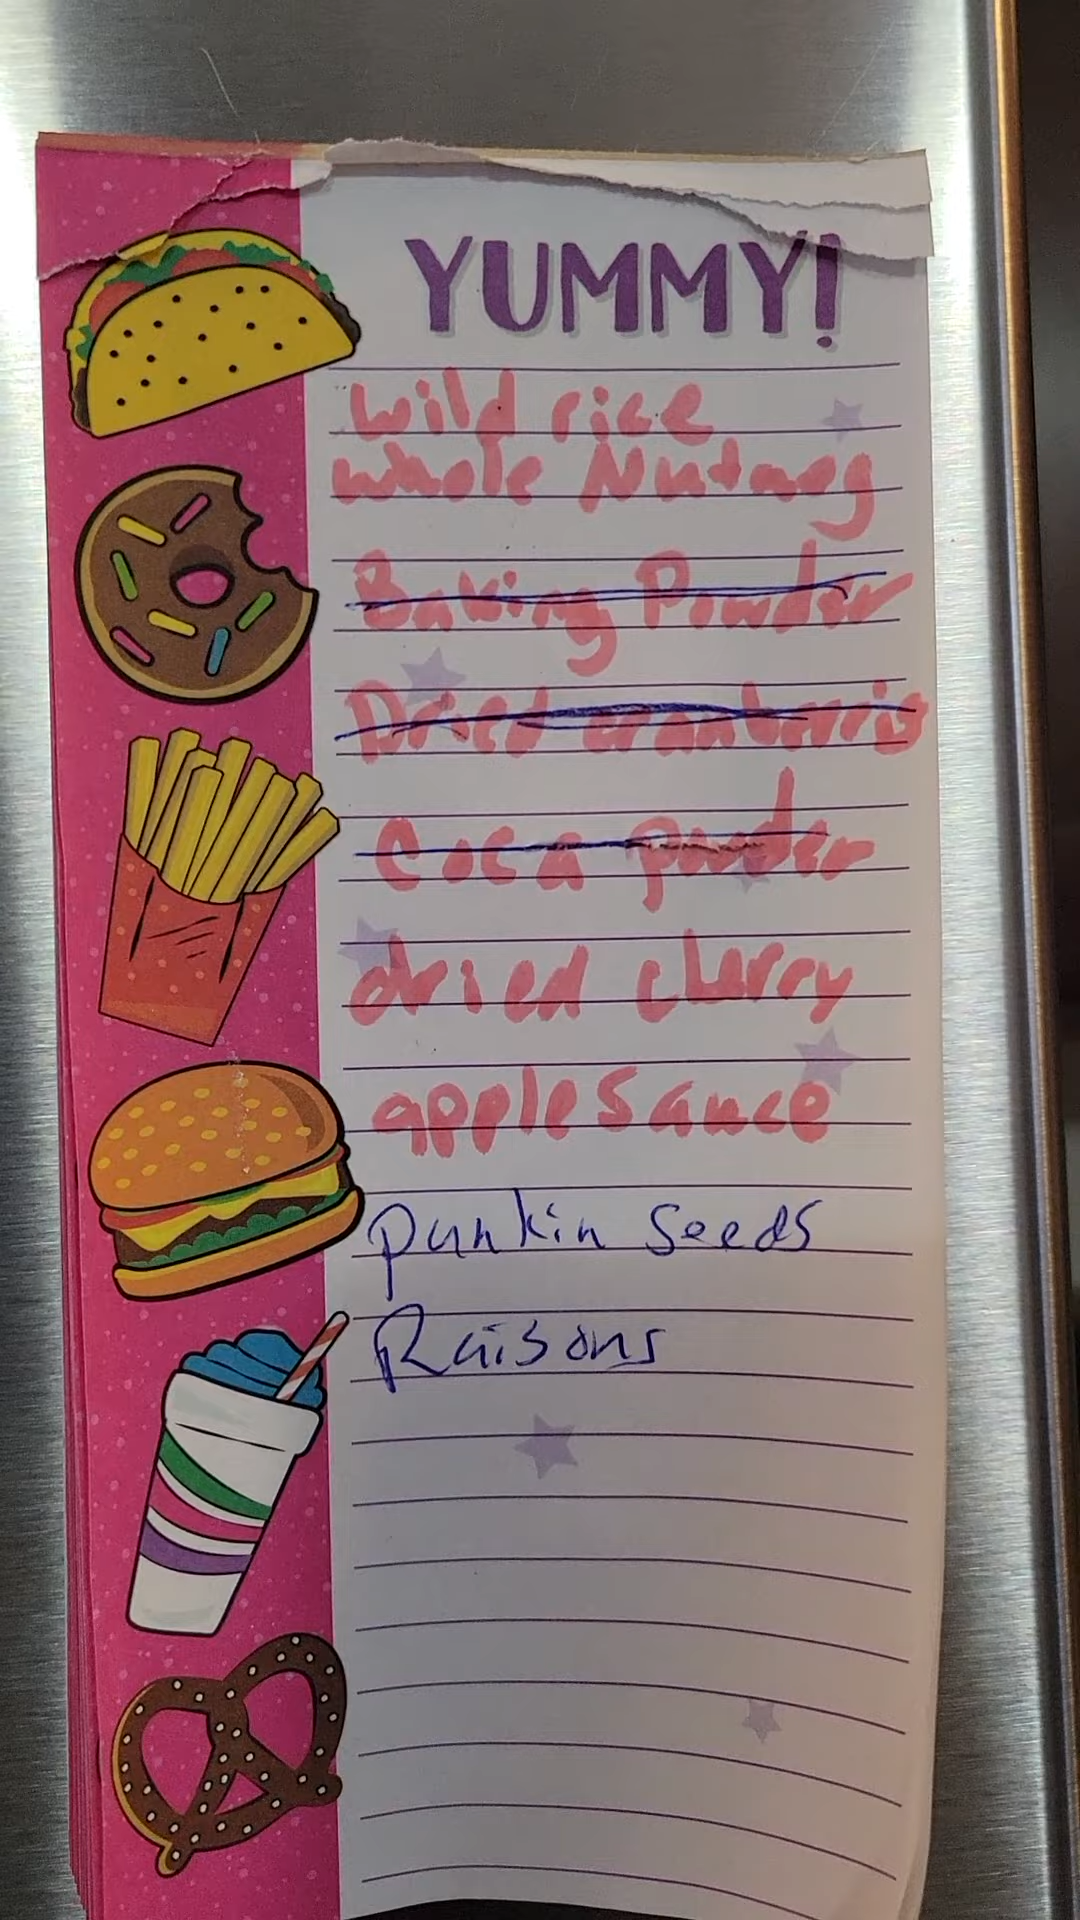 YUMMY!
Wild rice
Whole Nutmeg
Baking Powder
Dried cranberris
Coca powder
dried cherry
applesauce
punkin Seeds
Raisons